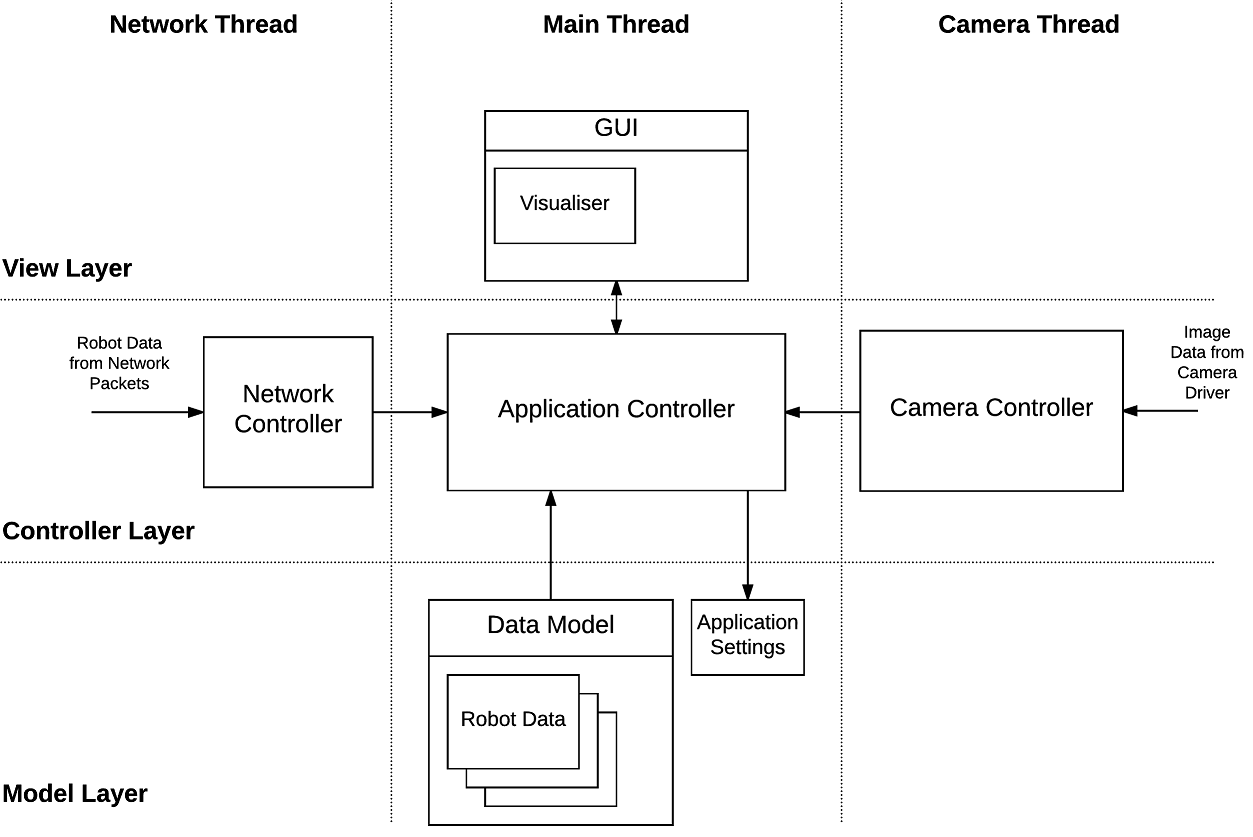 Network Thread
Main Thread
Camera Thread
GUI
Visualiser
View Layer
Robot Data
from Network
Packets
Network
Controller
Application Controller
Camera Controller
Image
Data from
Camera
Driver
Controller Layer
Data Model
Robot Data
Application
Settings
Model Layer